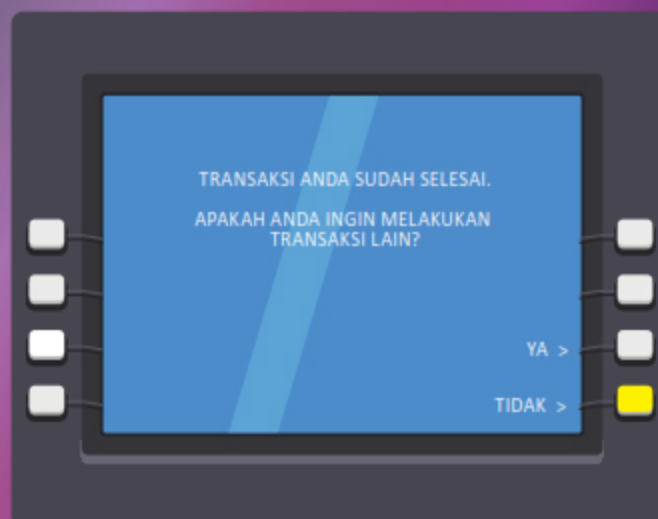 TRANSAKSI ANDA SUDAH SELESAI.
APAKAH ANDA INGIN MELAKUKAN
TRANSAKSI LAIN?
YA >
TIDAK >